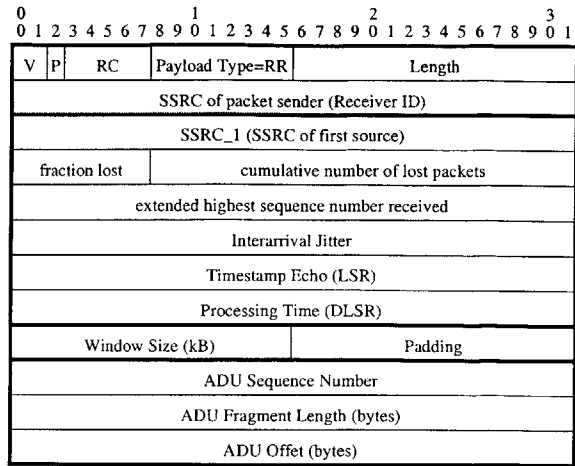 0 1 2 3
0 1 2 3 4 5 6 7 8 9 0 1 2 3 4 5 6 7 8 9 0 1 2 3 4 5 6 7 8 9 0 1
V P RC Payload Type=RR Length
SSRC of packet sender (Receiver ID)
SSRC_1 (SSRC of first source)
fraction lost cumulative number of lost packets
extended highest sequence number received
Interarrival Jitter
Timestamp Echo (LSR)
Processing Time (DLSR)
Window Size (kB) Padding
ADU Sequence Number
ADU Fragment Length (bytes)
ADU Offet (bytes)